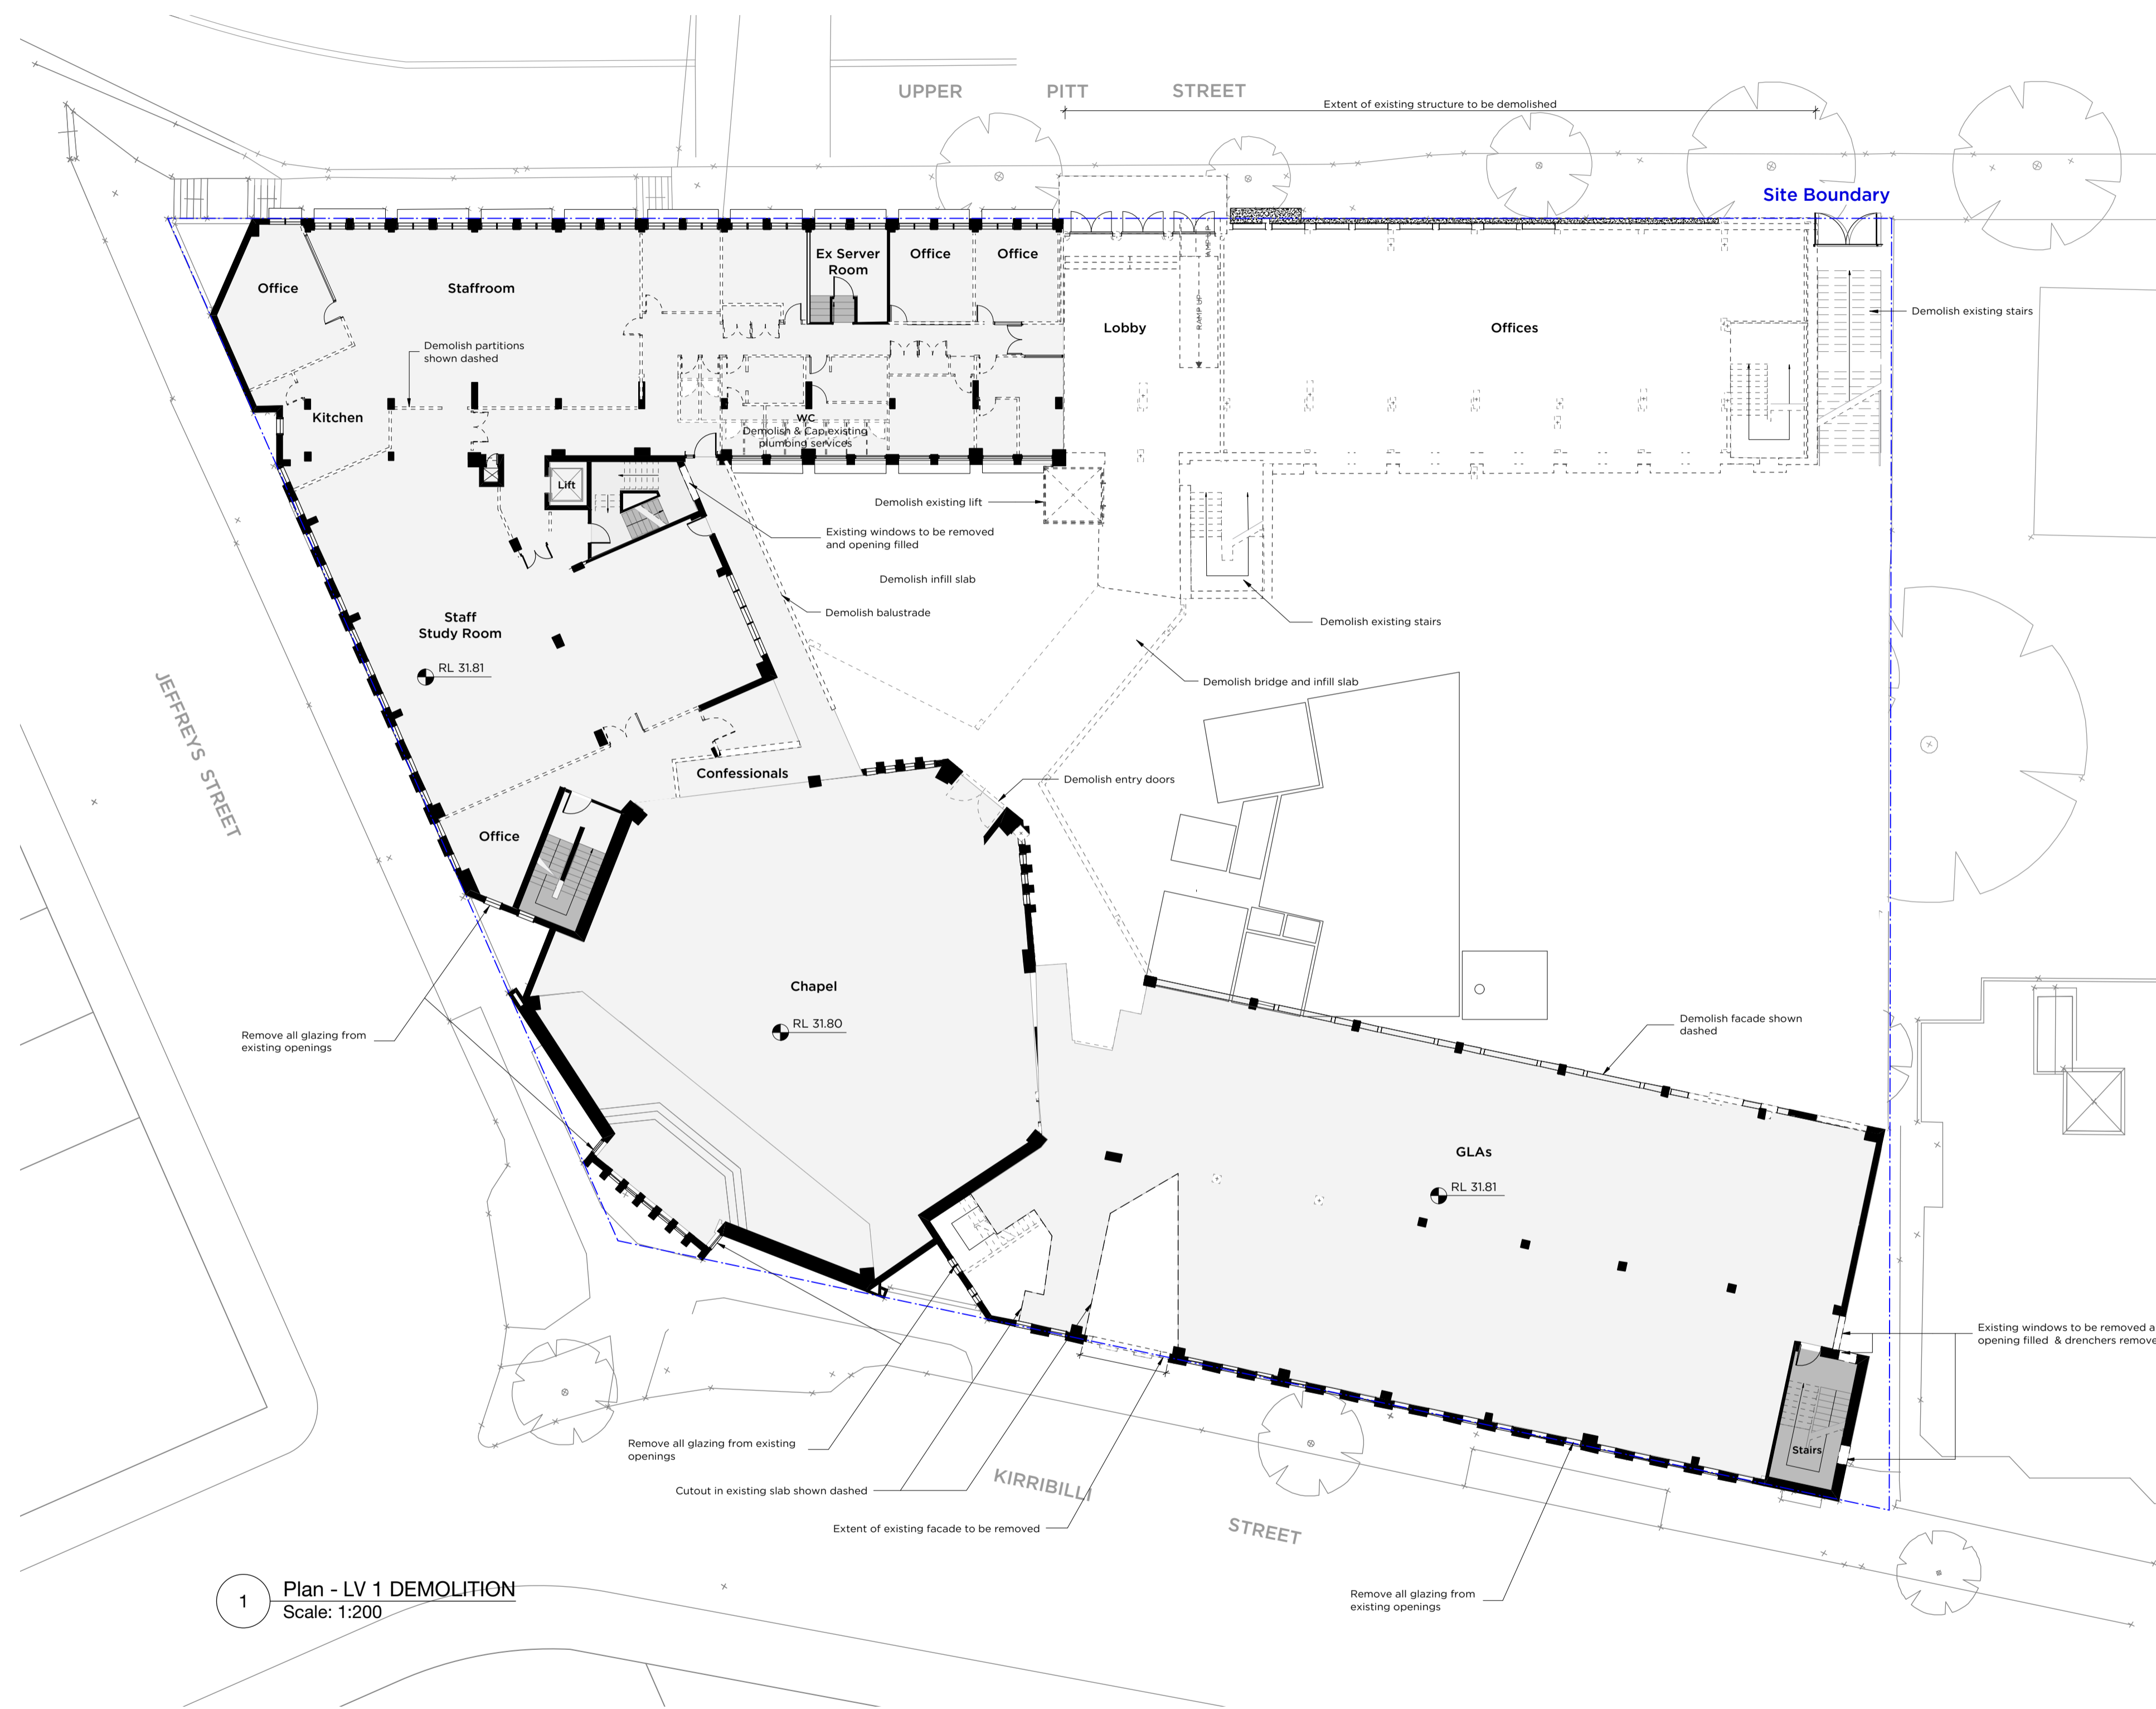 UPPER PITT STREET
Extent of existing structure to be demolished
Site Boundary
Ex Server
Room
Office
Office
Office
Staffroom
Demolish existing stairs
Lobby
RAMP UP
RAMP UP
Offices
Demolish partitions
shown dashed
Kitchen
WC
Demolish & Cap existing
plumbing services
Lift
Demolish existing lift
Existing windows to be removed
and opening filled
Demolish infill slab
Demolish balustrade
Staff
Study Room
Demolish existing stairs
RL 31.81
Demolish bridge and infill slab
JEFFREYS STREET
Confessionals
Demolish entry doors
Office
Chapel
RL 31.80
Demolish facade shown
dashed
Remove all glazing from
existing openings
GLAs
RL 31.81
Existing windows to be removed a
opening filled & drenchers remove
Remove all glazing from existing
openings
Stairs
Cutout in existing slab shown dashed
KIRRIBILLI
STREET
Extent of existing facade to be removed
1
Plan - LV 1 DEMOLITION
Scale: 1:200
Remove all glazing from
existing openings